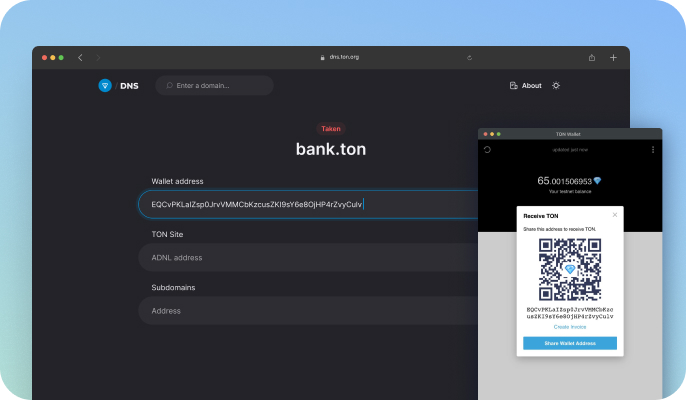 dns.ton.org
DNS
Enter a domain...
About
Taken
bank.ton
Wallet address
EQCvPKLaIZsp0JrvVMMCbKzcusZKI9sY6e8OjHP4rZvyCulv
TON Site
ADNL address
Subdomains
Address
TON Wallet
updated just now
65.001506953
Your testnet balance
Receive TON
Share this address to receive TON.
EQCvPKLaIZsp0JrvVMMCbKzc
usZKI9sY6e8OjHP4rZvyCulv
Create Invoice
Share Wallet Address